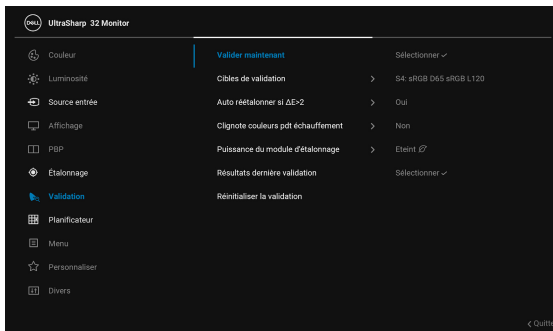 DELL UltraSharp 32 Monitor
Couleur
Luminosité
Source entrée
Affichage
PBP
Étalonnage
Validation
Planificateur
Menu
Personnaliser
Divers
Valider maintenant Sélectionner
Cibles de validation S4: sRGB D65 sRGB L120
Auto réétalonner si ΔE>2 Oui
Clignote couleurs pdt échauffement Non
Puissance du module d'étalonnage Eteint
Résultats dernière validation Sélectionner
Réinitialiser la validation
Quitte